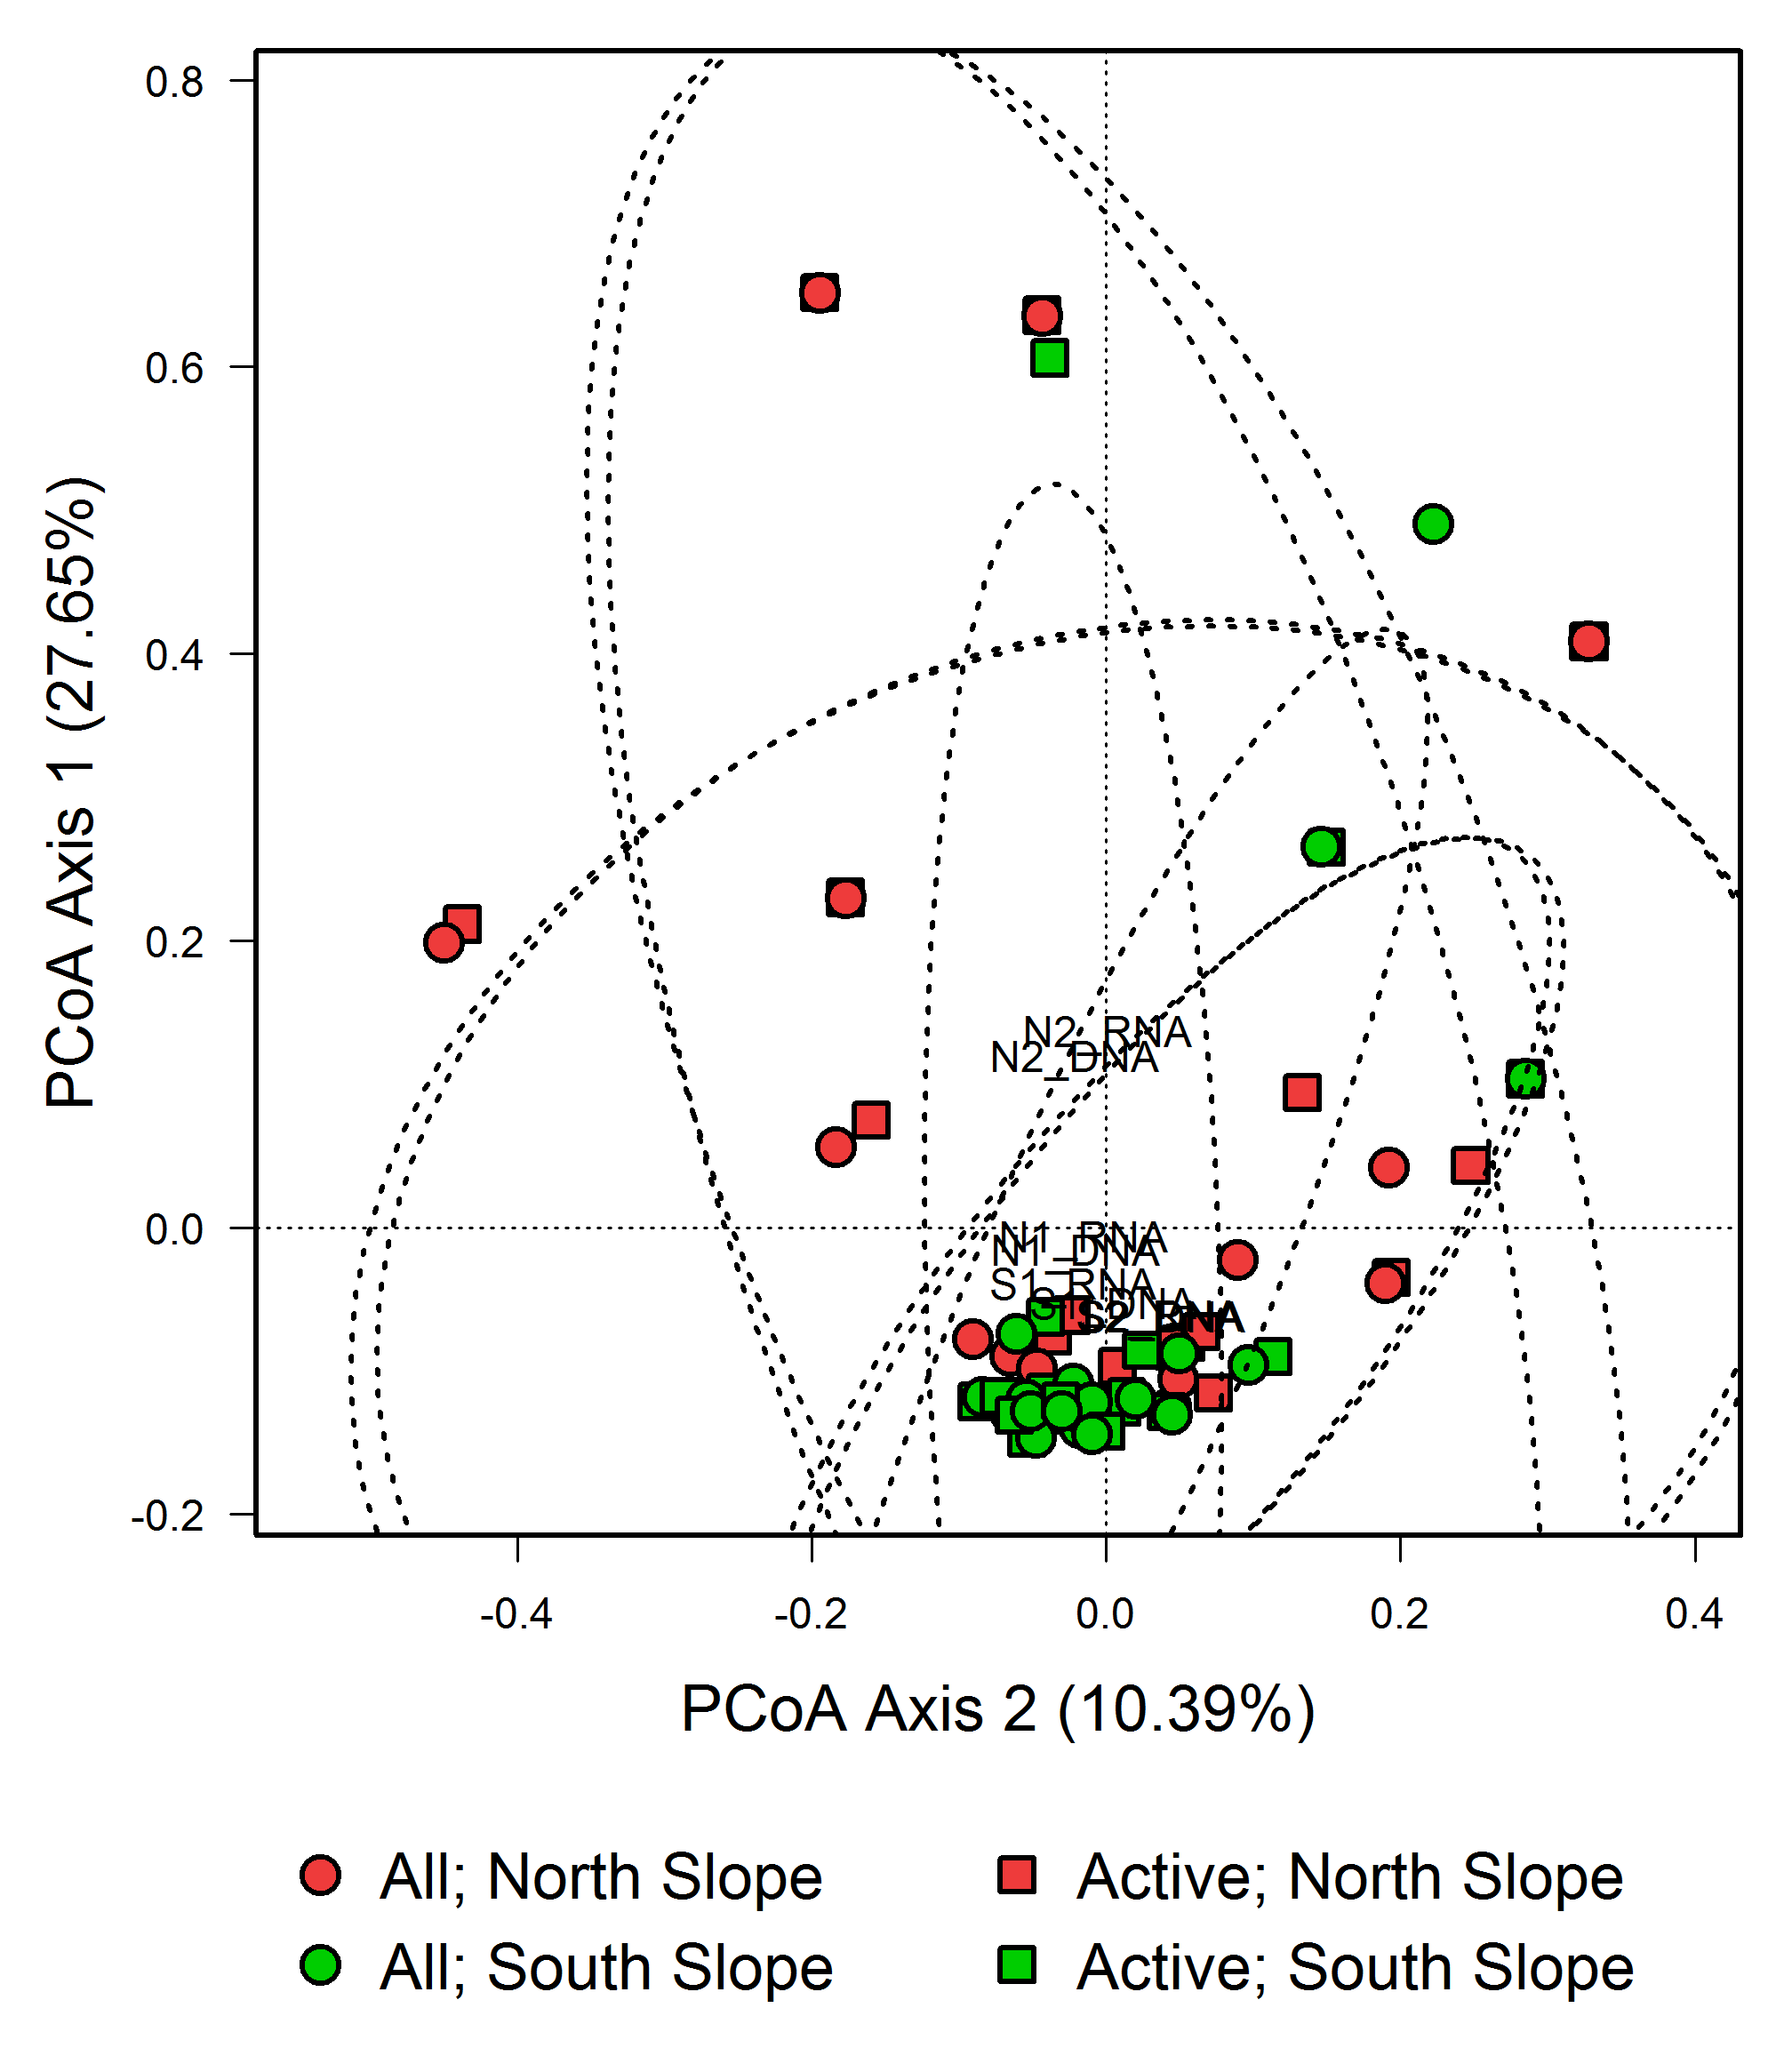 0.8
0.6
0.4
0.2
0.0
-0.2
PCoA Axis 1 (27.65%)
N2_RNA
N2_DNA
N1_RNA
N1_DNA
S1_RNA
S1_DNA
-0.4 -0.2 0.0 0.2 0.4
PCoA Axis 2 (10.39%)
All; North Slope Active; North Slope
All; South Slope Active; South Slope